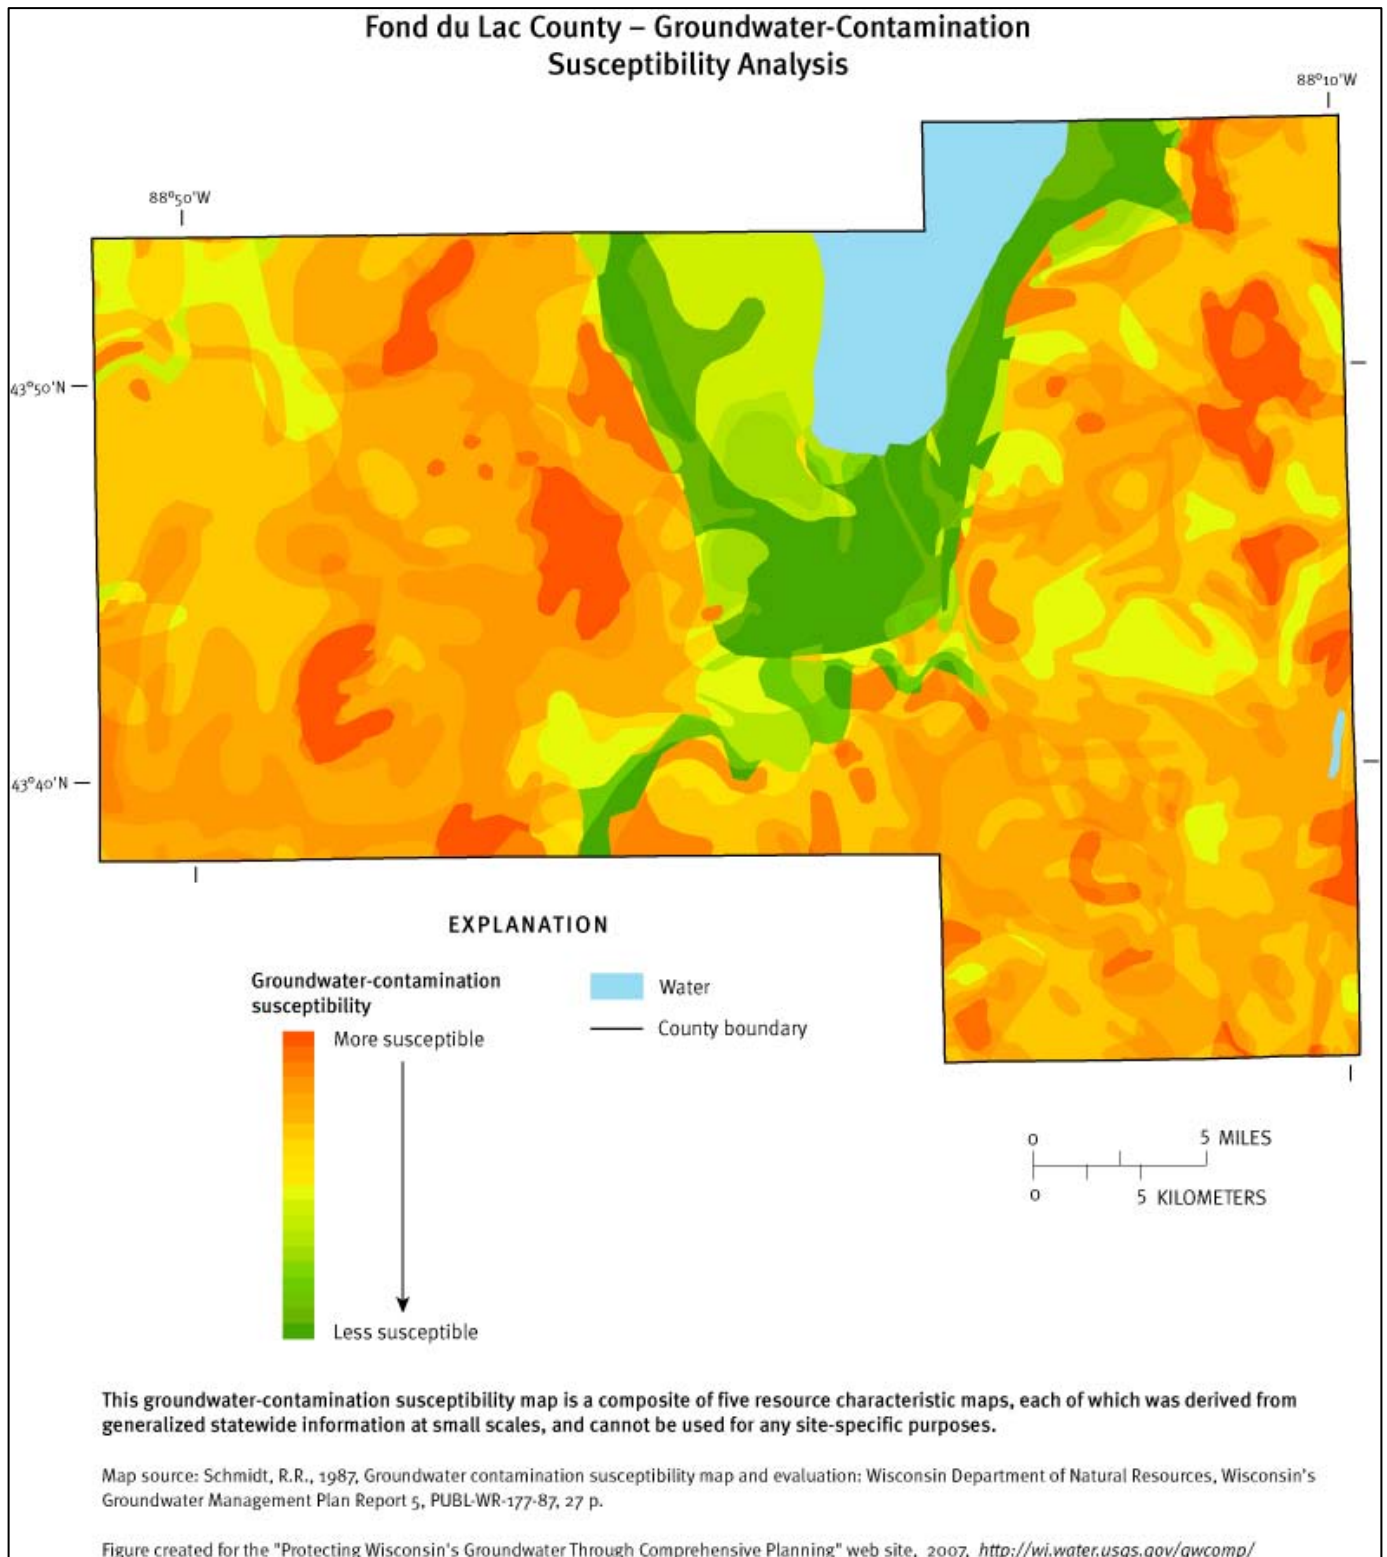 Fond du Lac County – Groundwater-Contamination
Susceptibility Analysis
88°10'W
88°50'W
43°50'N
43°40'N
EXPLANATION
Groundwater-contamination
susceptibility
More susceptible
Less susceptible
Water
County boundary
0 5 MILES
0 5 KILOMETERS
This groundwater-contamination susceptibility map is a composite of five resource characteristic maps, each of which was derived from
generalized statewide information at small scales, and cannot be used for any site-specific purposes.
Map source: Schmidt, R.R., 1987, Groundwater contamination susceptibility map and evaluation: Wisconsin Department of Natural Resources, Wisconsin's
Groundwater Management Plan Report 5, PUBL-WR-177-87, 27 p.
Figure created for the "Protecting Wisconsin's Groundwater Through Comprehensive Planning" web site, 2007, http://wi.water.usgs.gov/gwcomp/